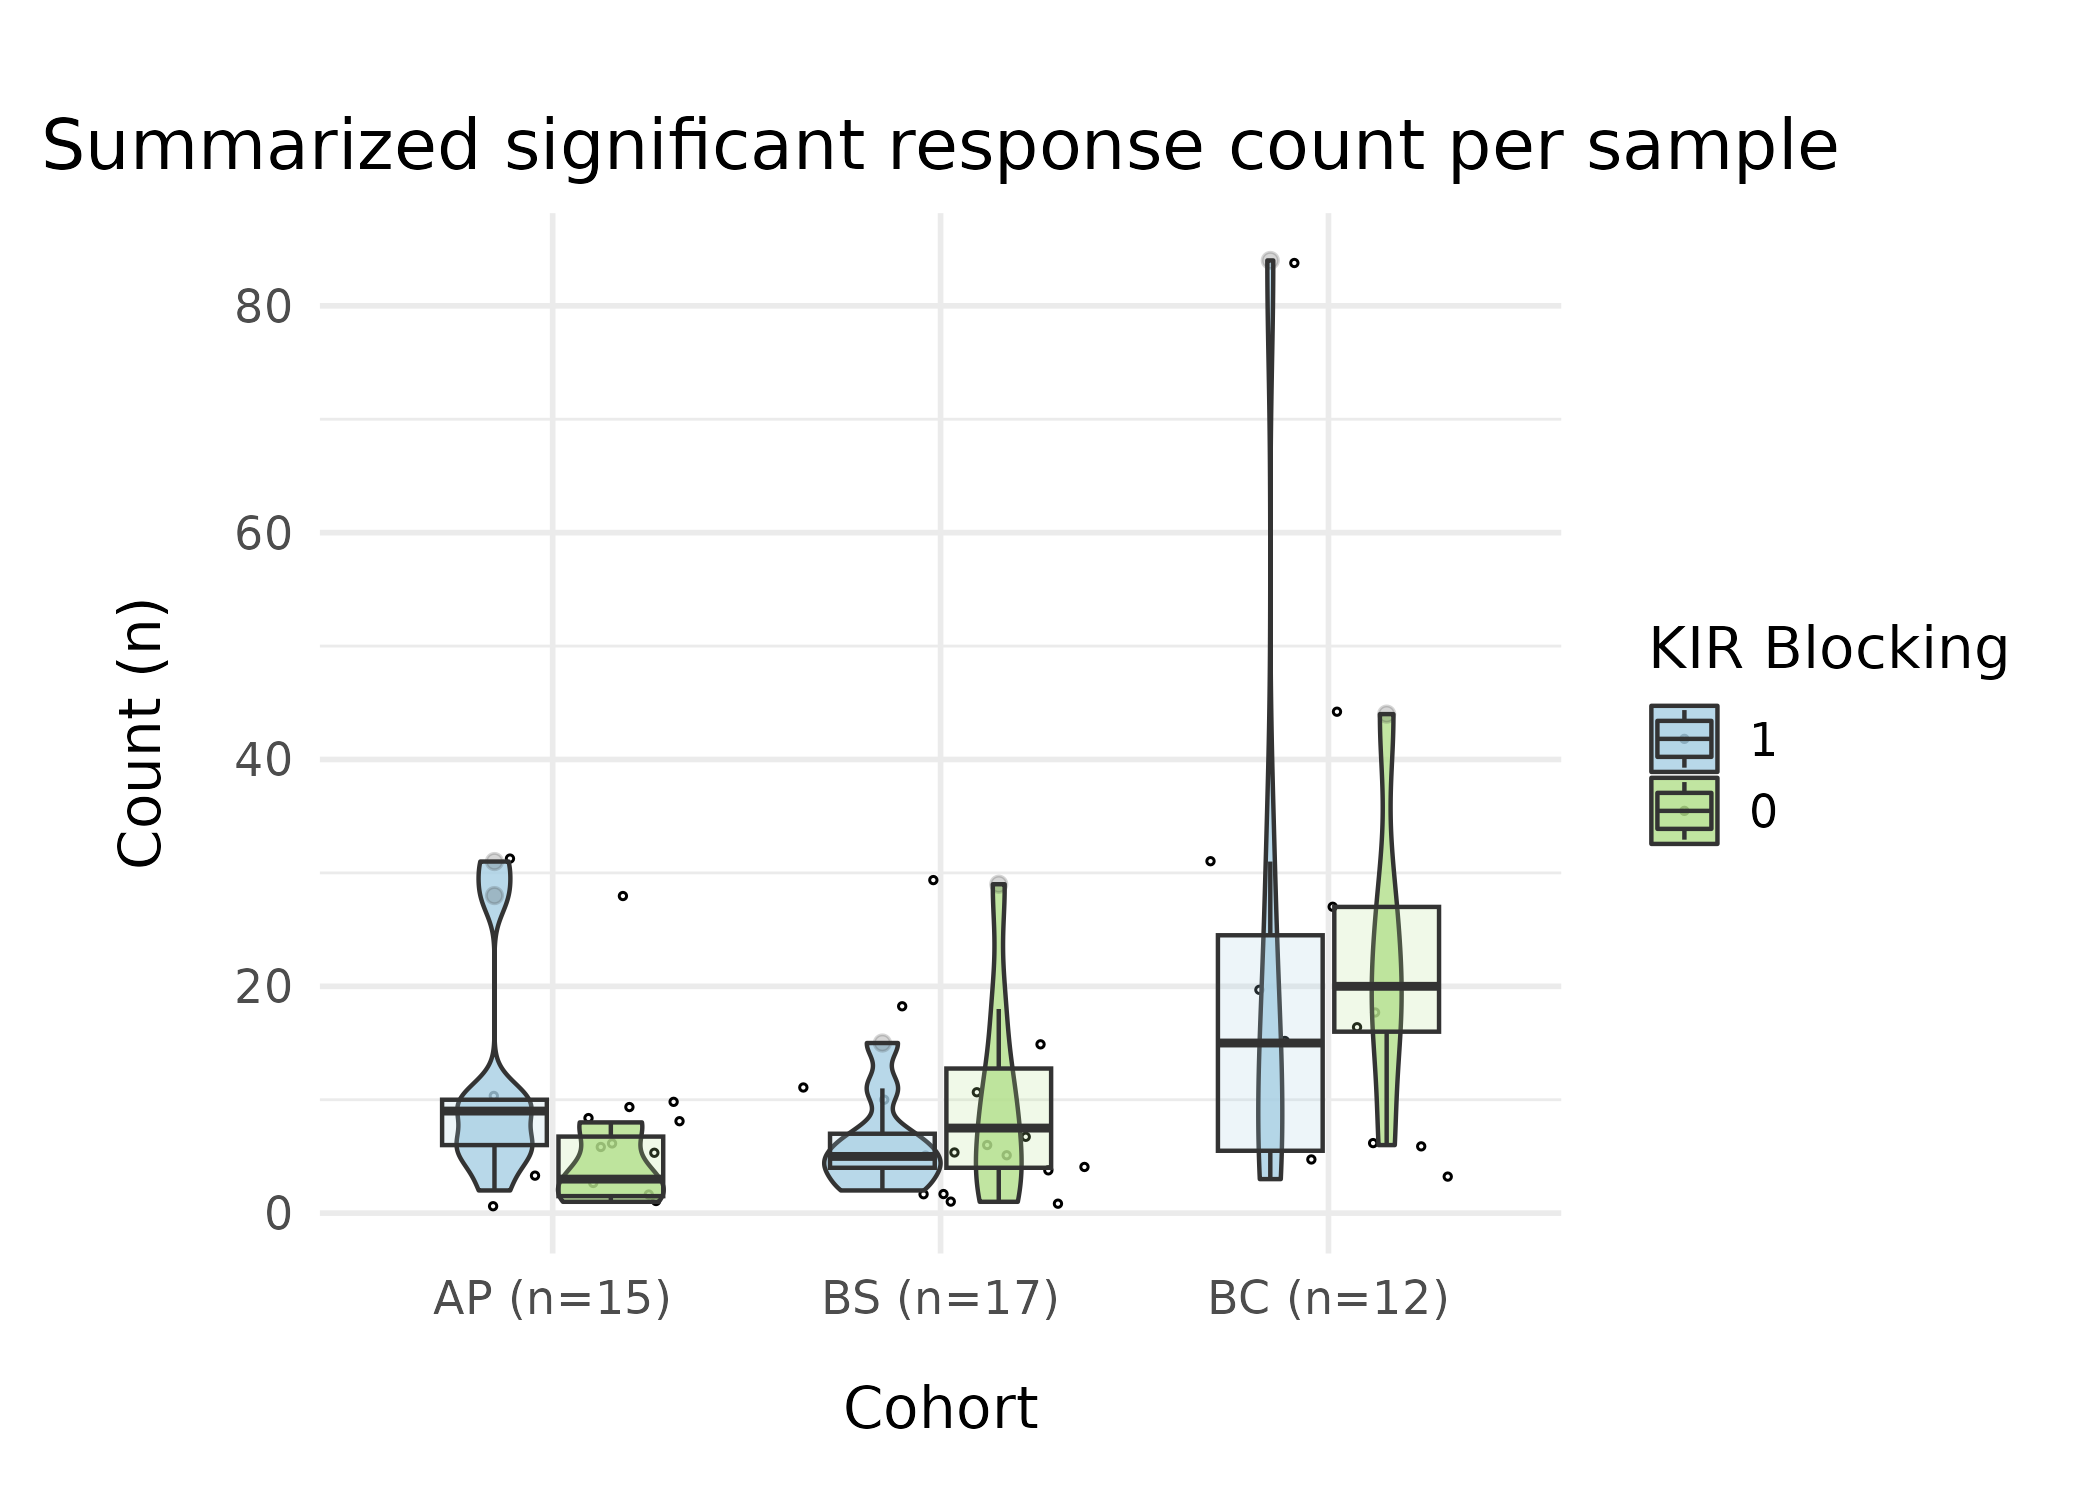 Summarized significant response count per sample
80
60
40
20
0
Count (n)
AP (n=15)
BS (n=17)
BC (n=12)
Cohort
KIR Blocking
1
0